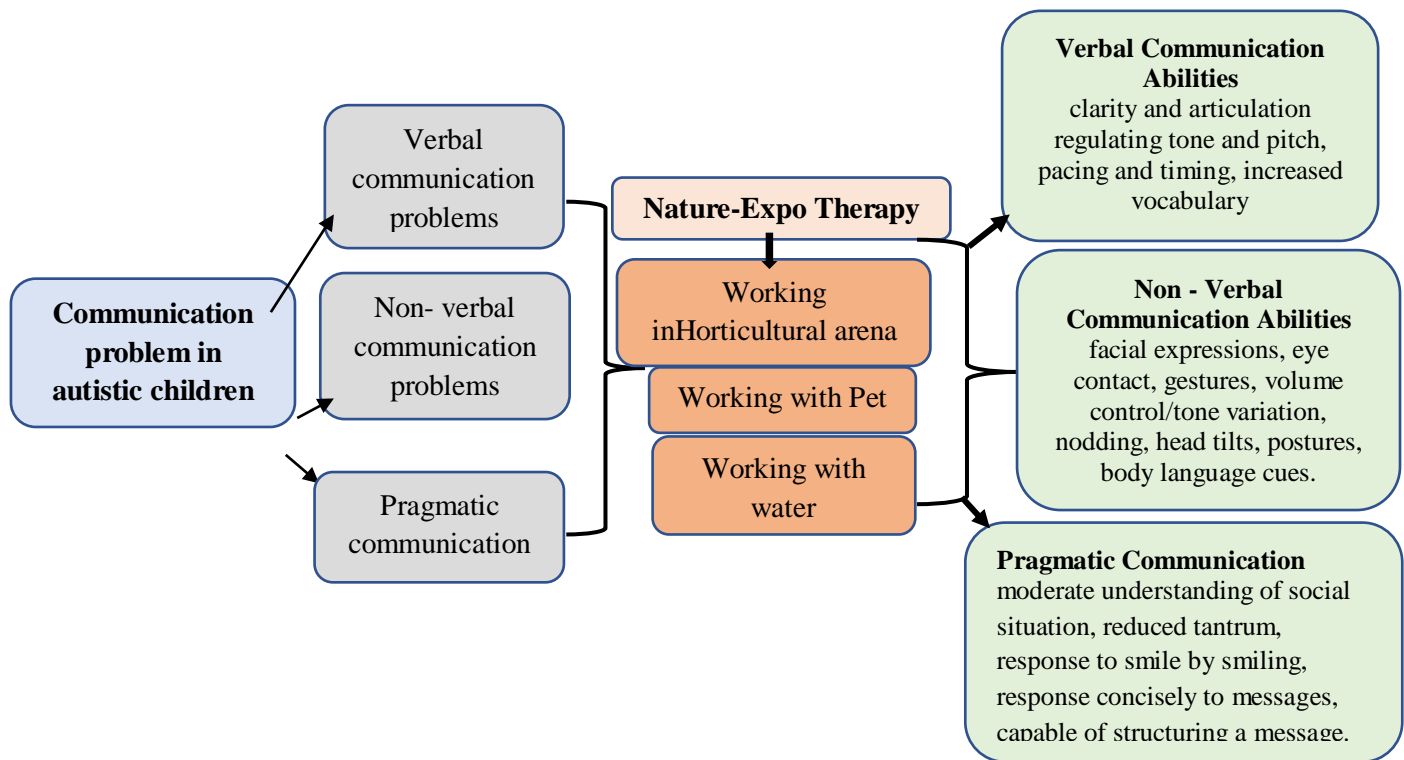 Communication
problem in
autistic children
Verbal
communication
problems
Non- verbal
communication
problems
Pragmatic
communication
Nature-Expo Therapy
Working
inHorticultural arena
Working with Pet
Working with
water
Verbal Communication
Abilities
clarity and articulation
regulating tone and pitch,
pacing and timing, increased
vocabulary
Non - Verbal
Communication Abilities
facial expressions, eye
contact, gestures, volume
control/tone variation,
nodding, head tilts, postures,
body language cues.
Pragmatic Communication
moderate understanding of social
situation, reduced tantrum,
response to smile by smiling,
response concisely to messages,
capable of structuring a message.